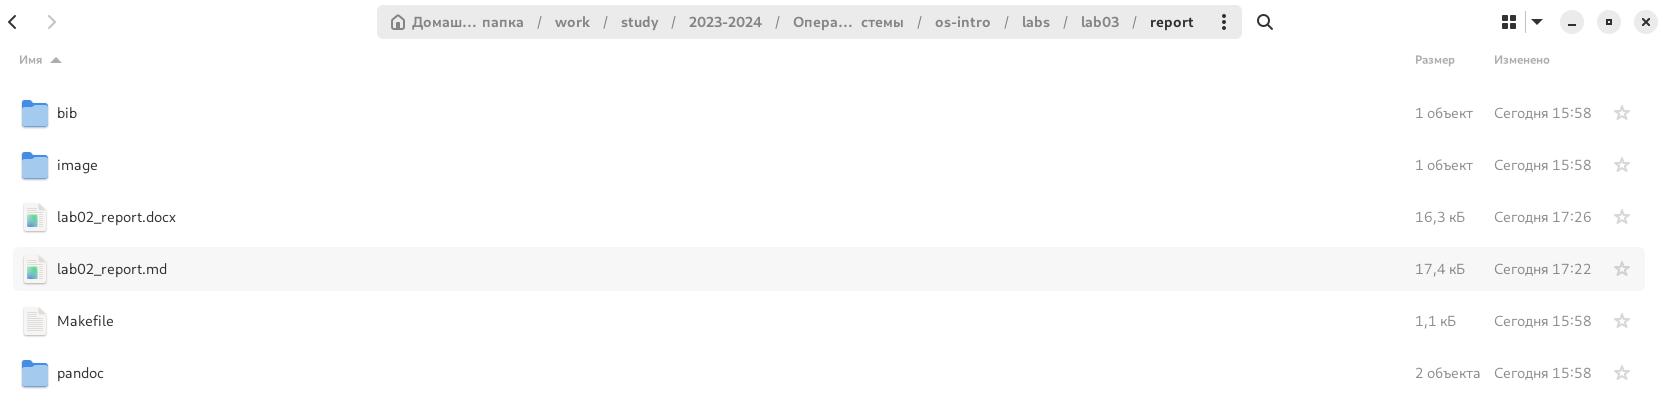 Домаш... папка / work / study / 2023-2024 / Опера... стемы / os-intro / labs / lab03 / report
Имя Размер Изменено
bib 1 объект Сегодня 15:58
image 1 объект Сегодня 15:58
lab02_report.docx 16,3 кБ Сегодня 17:26
lab02_report.md 17,4 кБ Сегодня 17:22
Makefile 1,1 кБ Сегодня 15:58
pandoc 2 объекта Сегодня 15:58